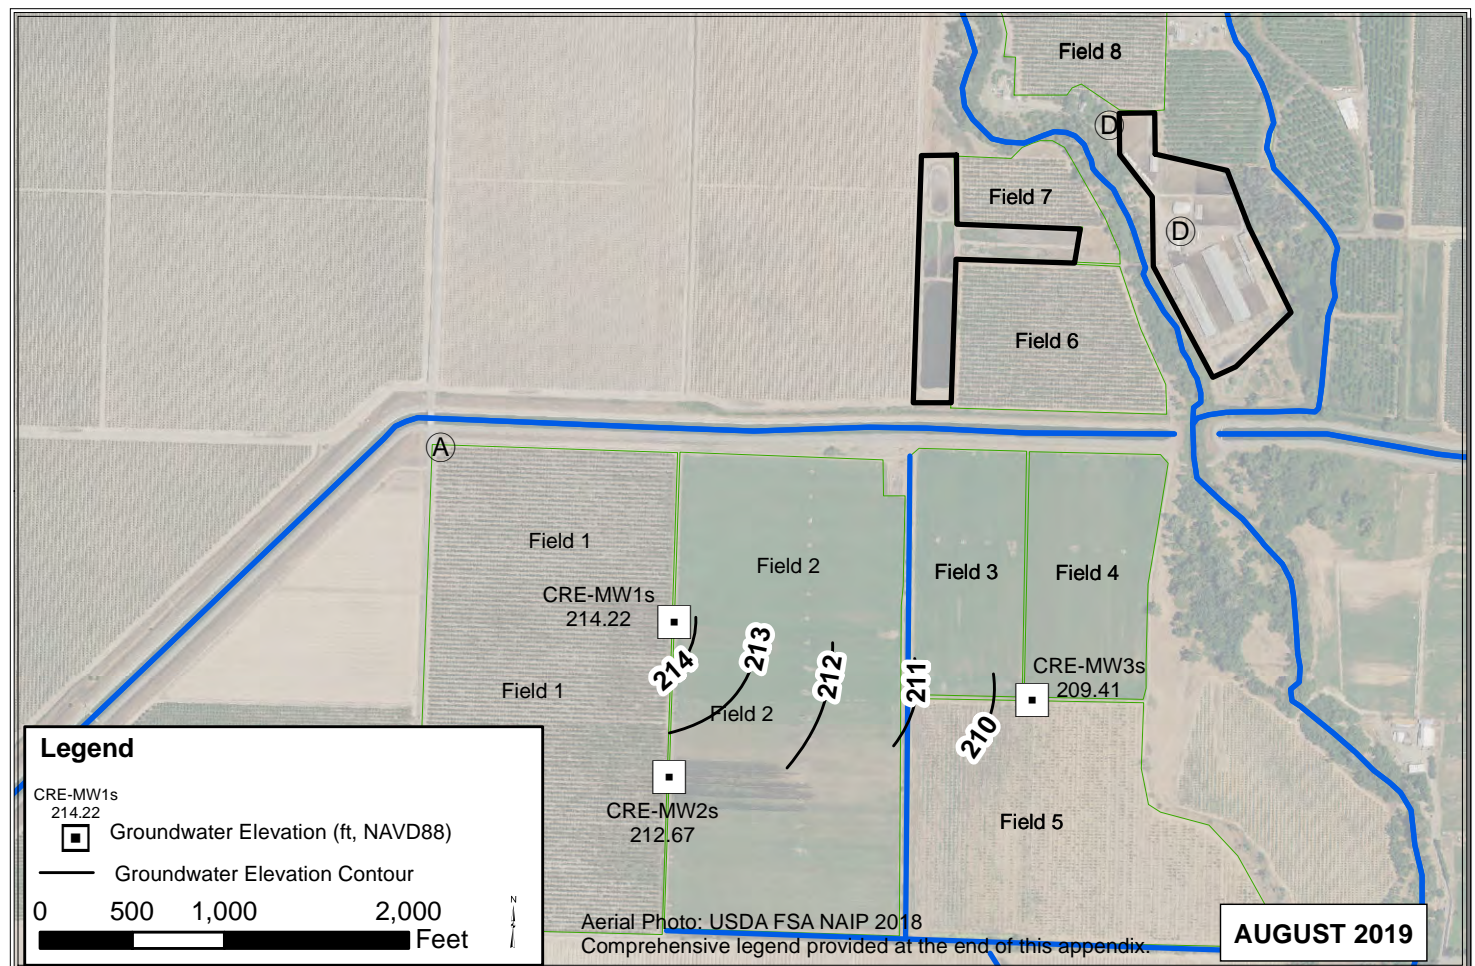 Field 8
D
Field 7
D
Field 6
A
Field 1
Field 2
Field 3
Field 4
CRE-MW1s
214.22
213
214
212
211
CRE-MW3s
209.41
Field 1
Field 2
210
CRE-MW2s
212.67
Field 5
Legend
CRE-MW1s
214.22
Groundwater Elevation (ft, NAVD88)
Groundwater Elevation Contour
0 500 1,000 2,000
Feet
N
Aerial Photo: USDA FSA NAIP 2018
Comprehensive legend provided at the end of this appendix.
AUGUST 2019